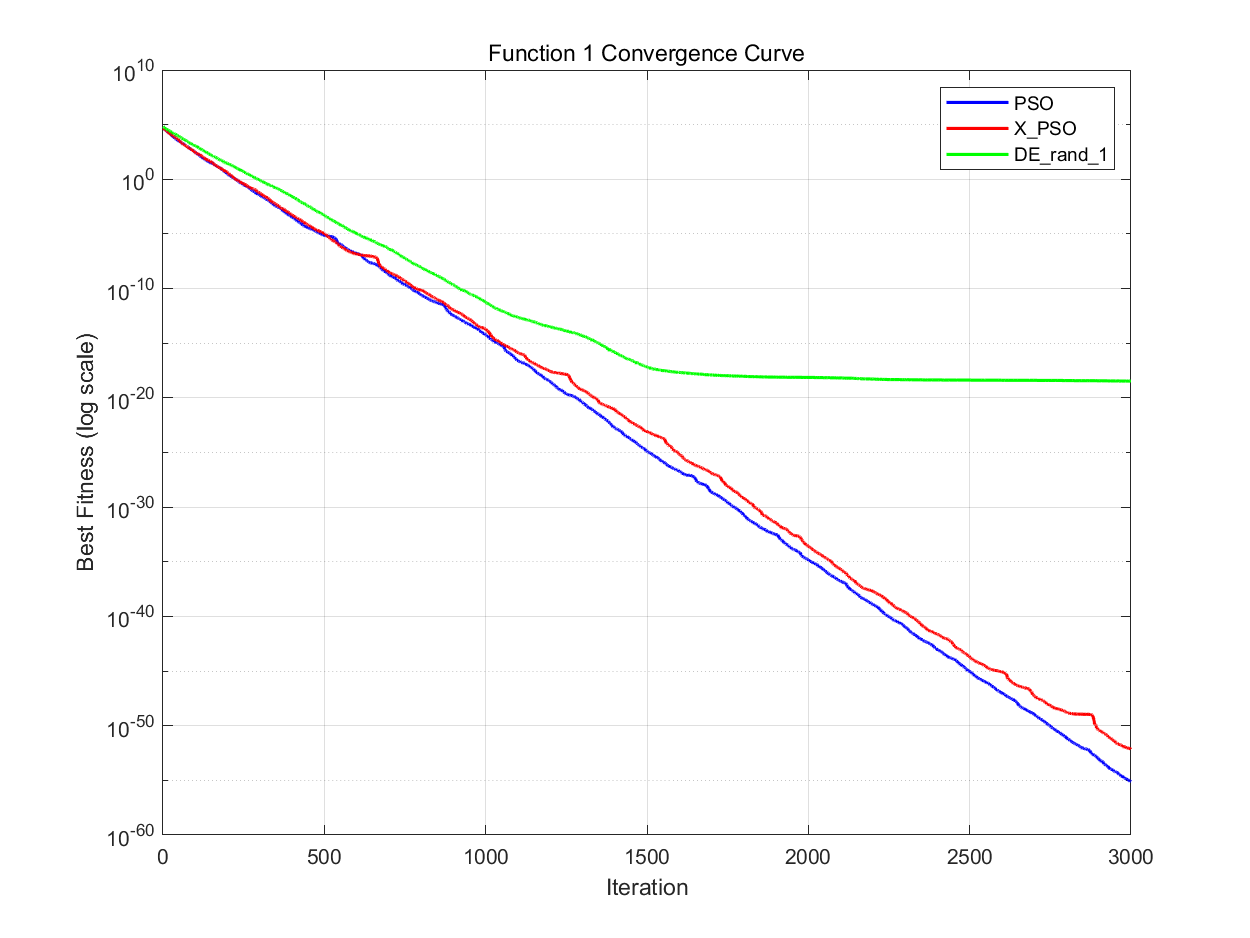 Function 1 Convergence Curve
PSO
X_PSO
DE_rand_1
Best Fitness (log scale)
10^10
10^0
10^-10
10^-20
10^-30
10^-40
10^-50
10^-60
0 500 1000 1500 2000 2500 3000
Iteration